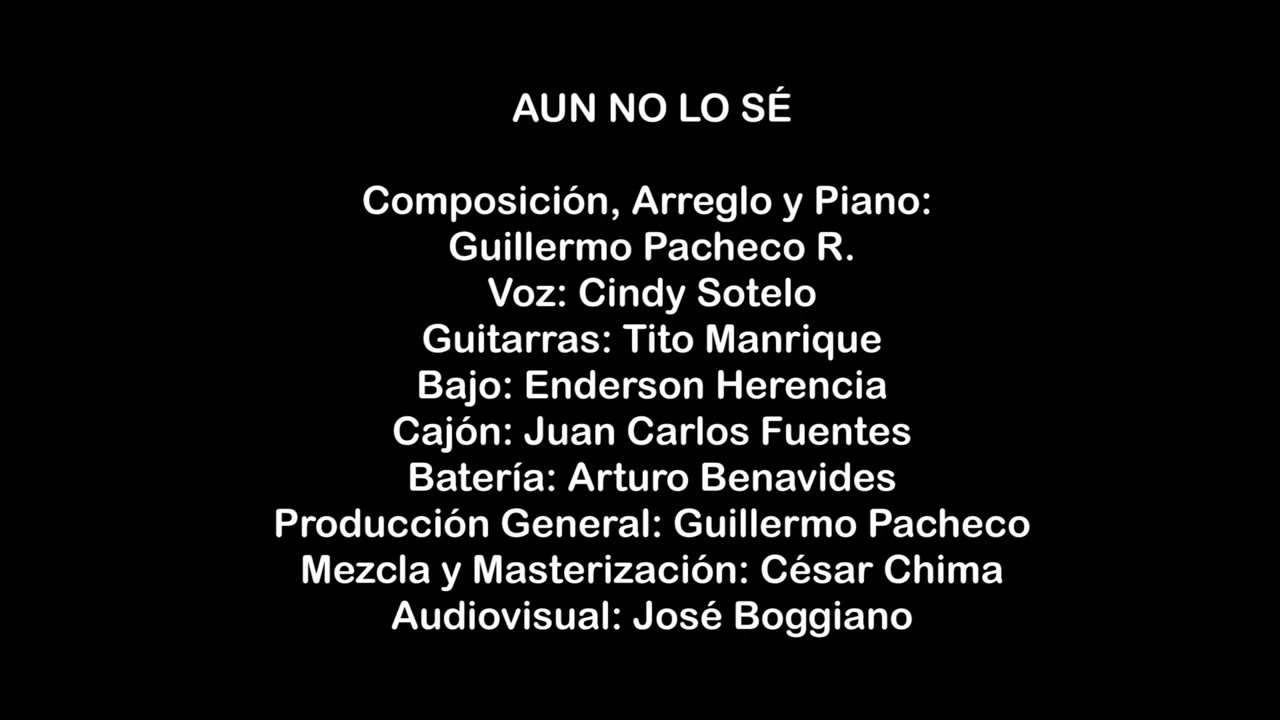 AUN NO LO SÉ
Composición, Arreglo y Piano:
Guillermo Pacheco R.
Voz: Cindy Sotelo
Guitarras: Tito Manrique
Bajo: Enderson Herencia
Cajón: Juan Carlos Fuentes
Batería: Arturo Benavides
Producción General: Guillermo Pacheco
Mezcla y Masterización: César Chima
Audiovisual: José Boggiano